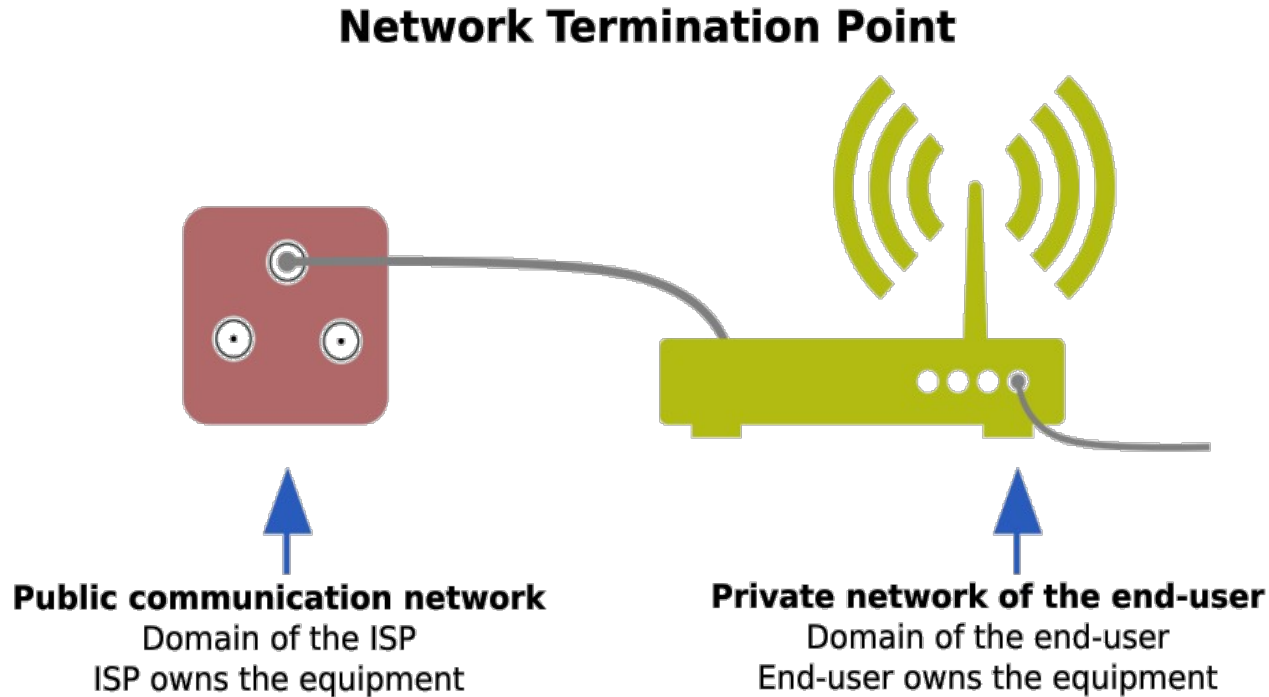 Network Termination Point
Public communication network
Domain of the ISP
ISP owns the equipment
Private network of the end-user
Domain of the end-user
End-user owns the equipment